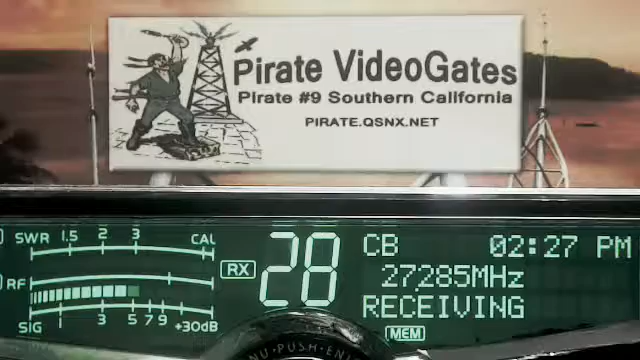 Pirate VideoGates
Pirate #9 Southern California
PIRATE.QSNX.NET
SWR 1.5 2 3 CAL
RF
SIG 1 3 5 7 9 +30dB
RX
28
CB 02:27 PM
27285MHz
RECEIVING
MEM
PUSH